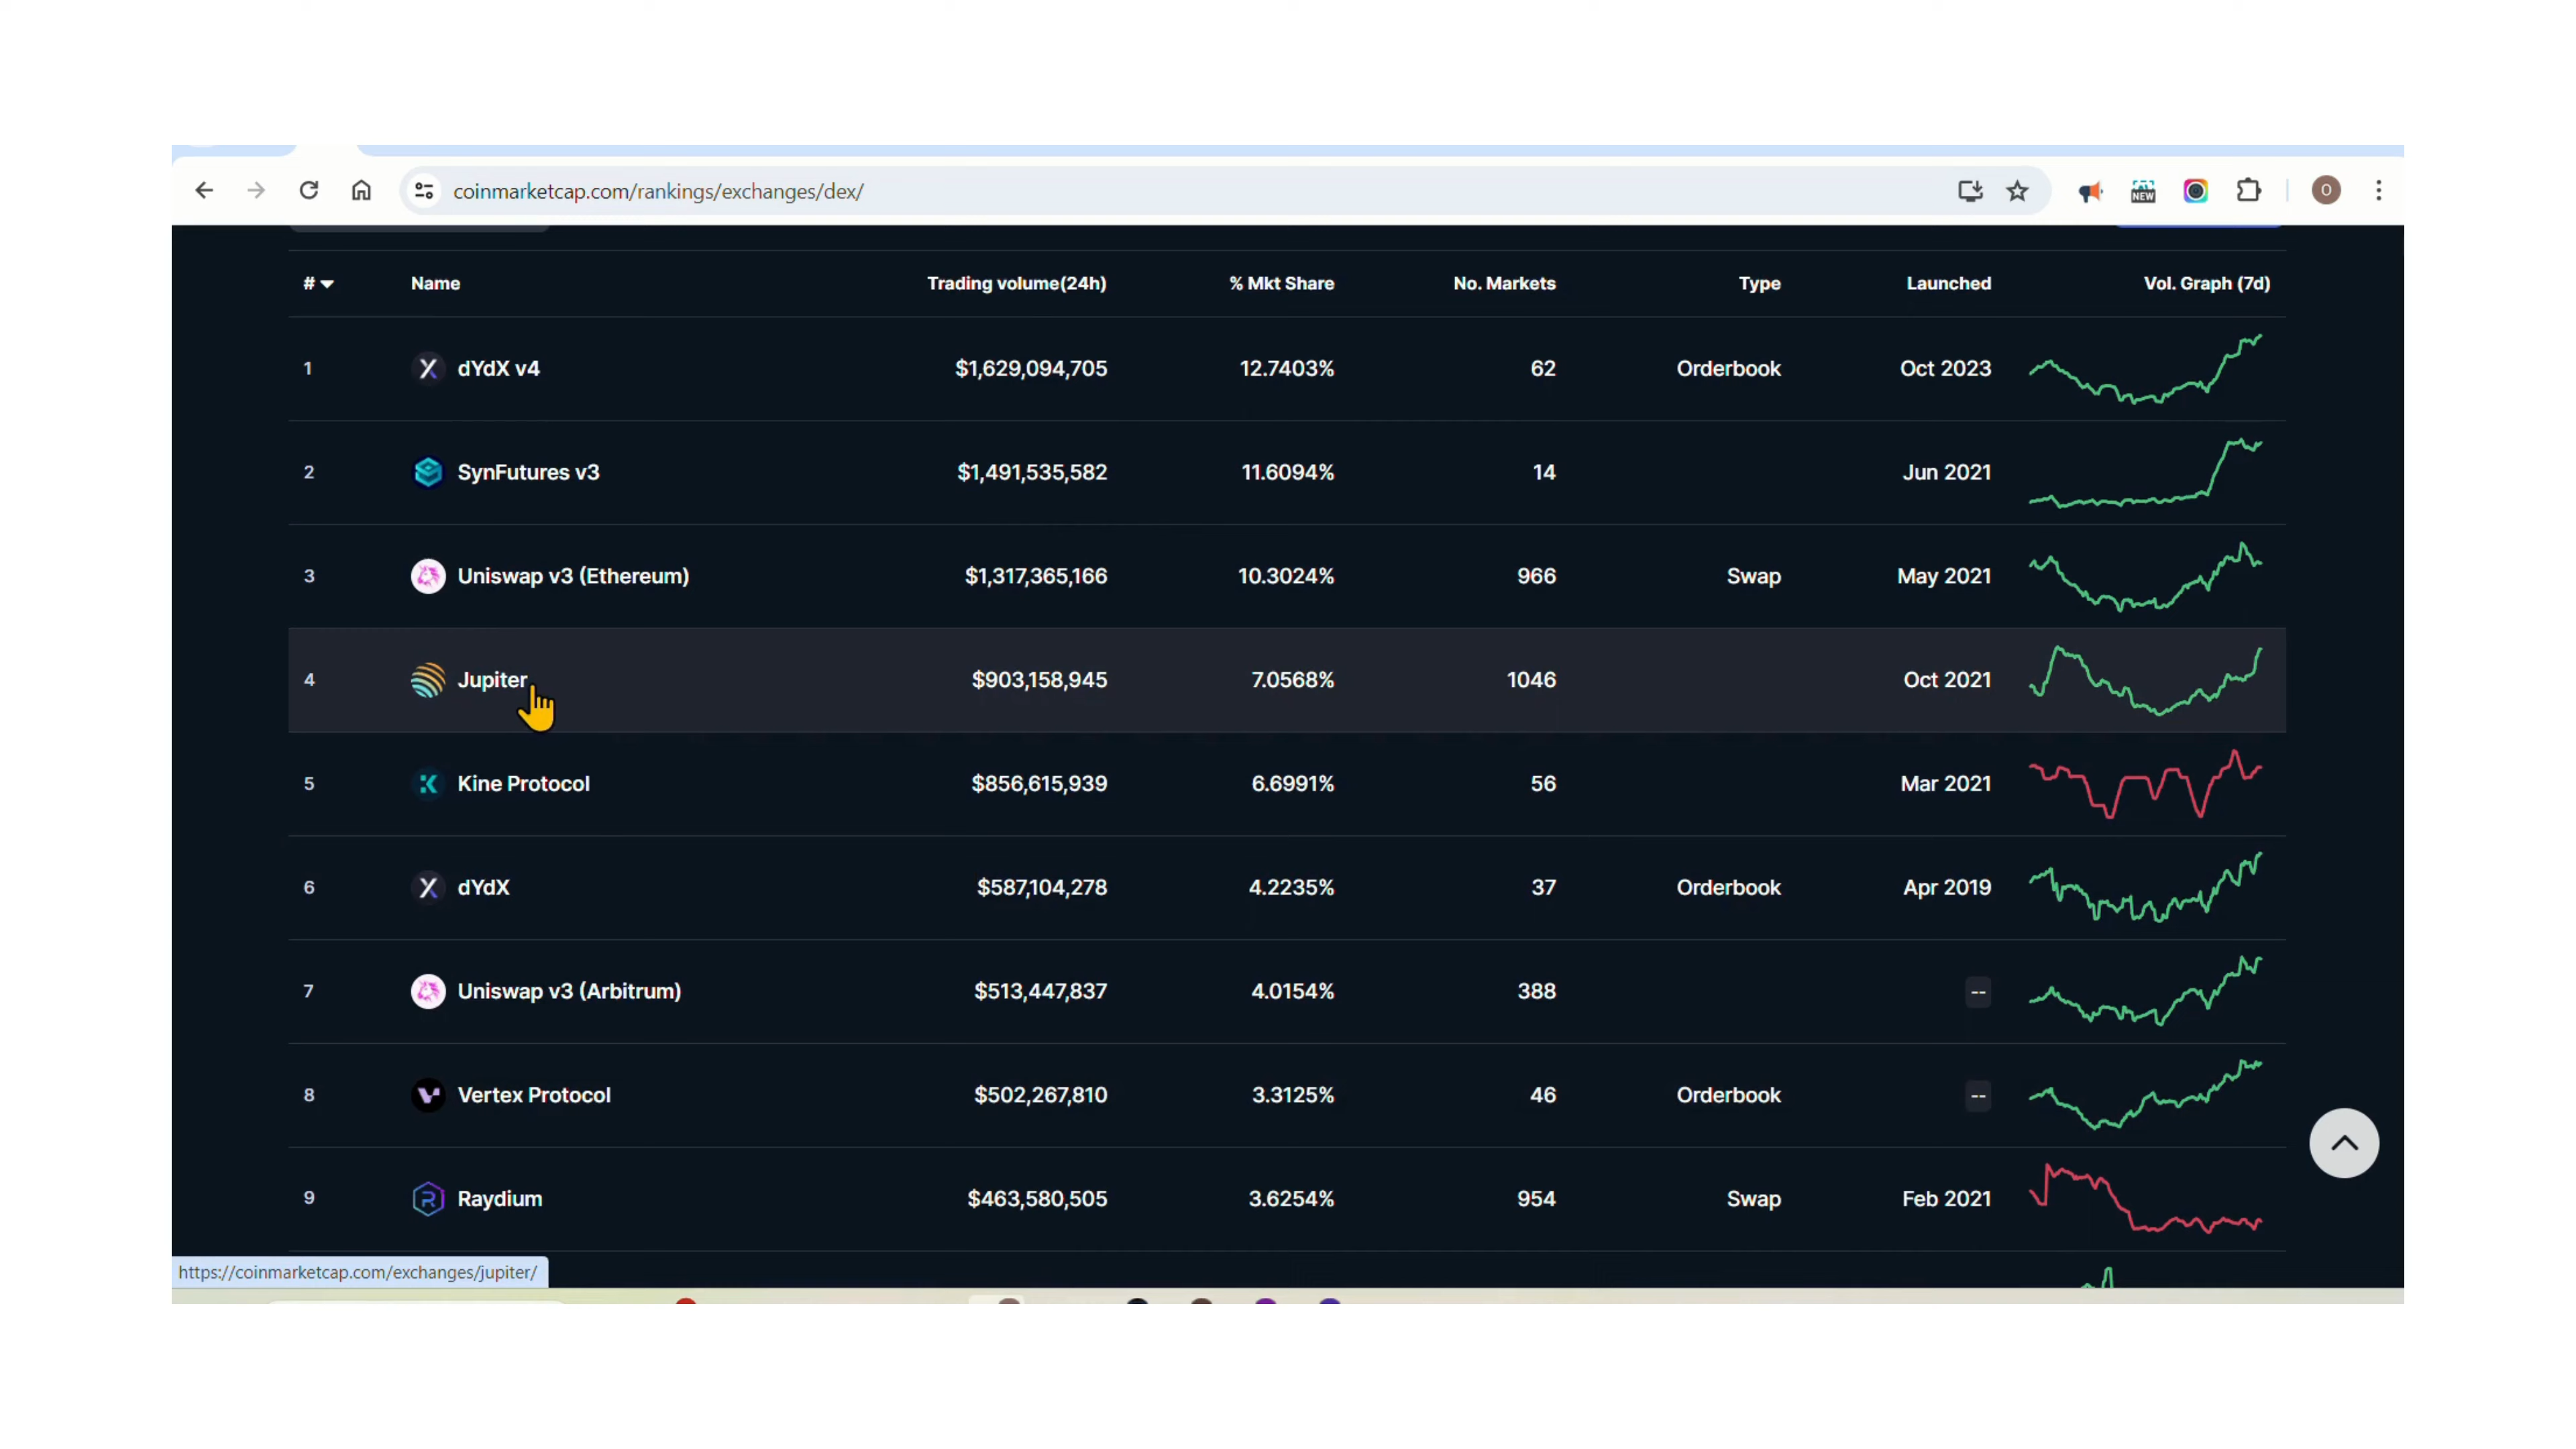 coinmarketcap.com/rankings/exchanges/dex/
NEW
O
# Name Trading volume(24h) % Mkt Share No. Markets Type Launched Vol. Graph (7d)
1 dYdX v4 $1,629,094,705 12.7403% 62 Orderbook Oct 2023
2 SynFutures v3 $1,491,535,582 11.6094% 14 Jun 2021
3 Uniswap v3 (Ethereum) $1,317,365,166 10.3024% 966 Swap May 2021
4 Jupiter $903,158,945 7.0568% 1046 Oct 2021
5 Kine Protocol $856,615,939 6.6991% 56 Mar 2021
6 dYdX $587,104,278 4.2235% 37 Orderbook Apr 2019
7 Uniswap v3 (Arbitrum) $513,447,837 4.0154% 388 --
8 Vertex Protocol $502,267,810 3.3125% 46 Orderbook --
9 Raydium $463,580,505 3.6254% 954 Swap Feb 2021
https://coinmarketcap.com/exchanges/jupiter/